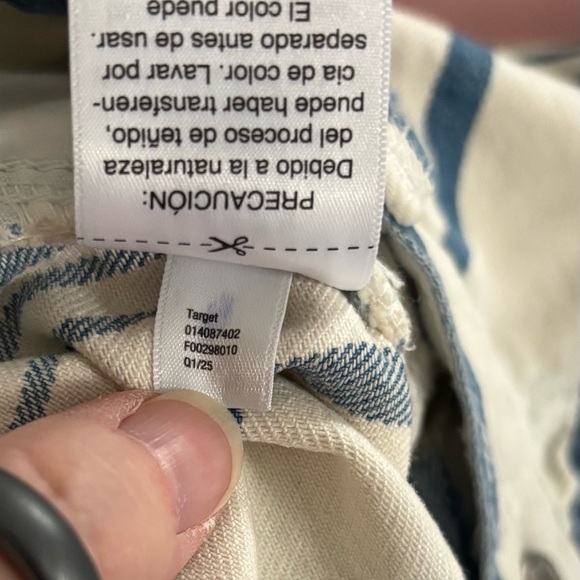 PRECAUCIÓN:
Debido a la naturaleza
del proceso de teñido,
puede haber transferen-
cia de color. Lavar por
separado antes de usar.
El color puede
Target
014087402
F00298010
Q1/25